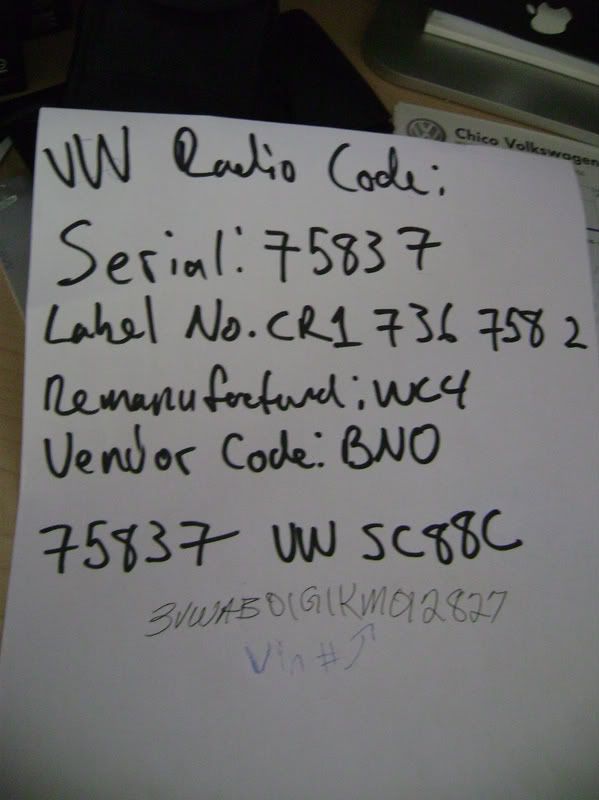 Chico Volkswagen
VW Radio Code:
Serial: 75837
Label No. CR1 736 758 2
Remanufactured: WC4
Vendor Code: BNO
75837 VW SC88C
3VWAB01G1KM012827
Vin #